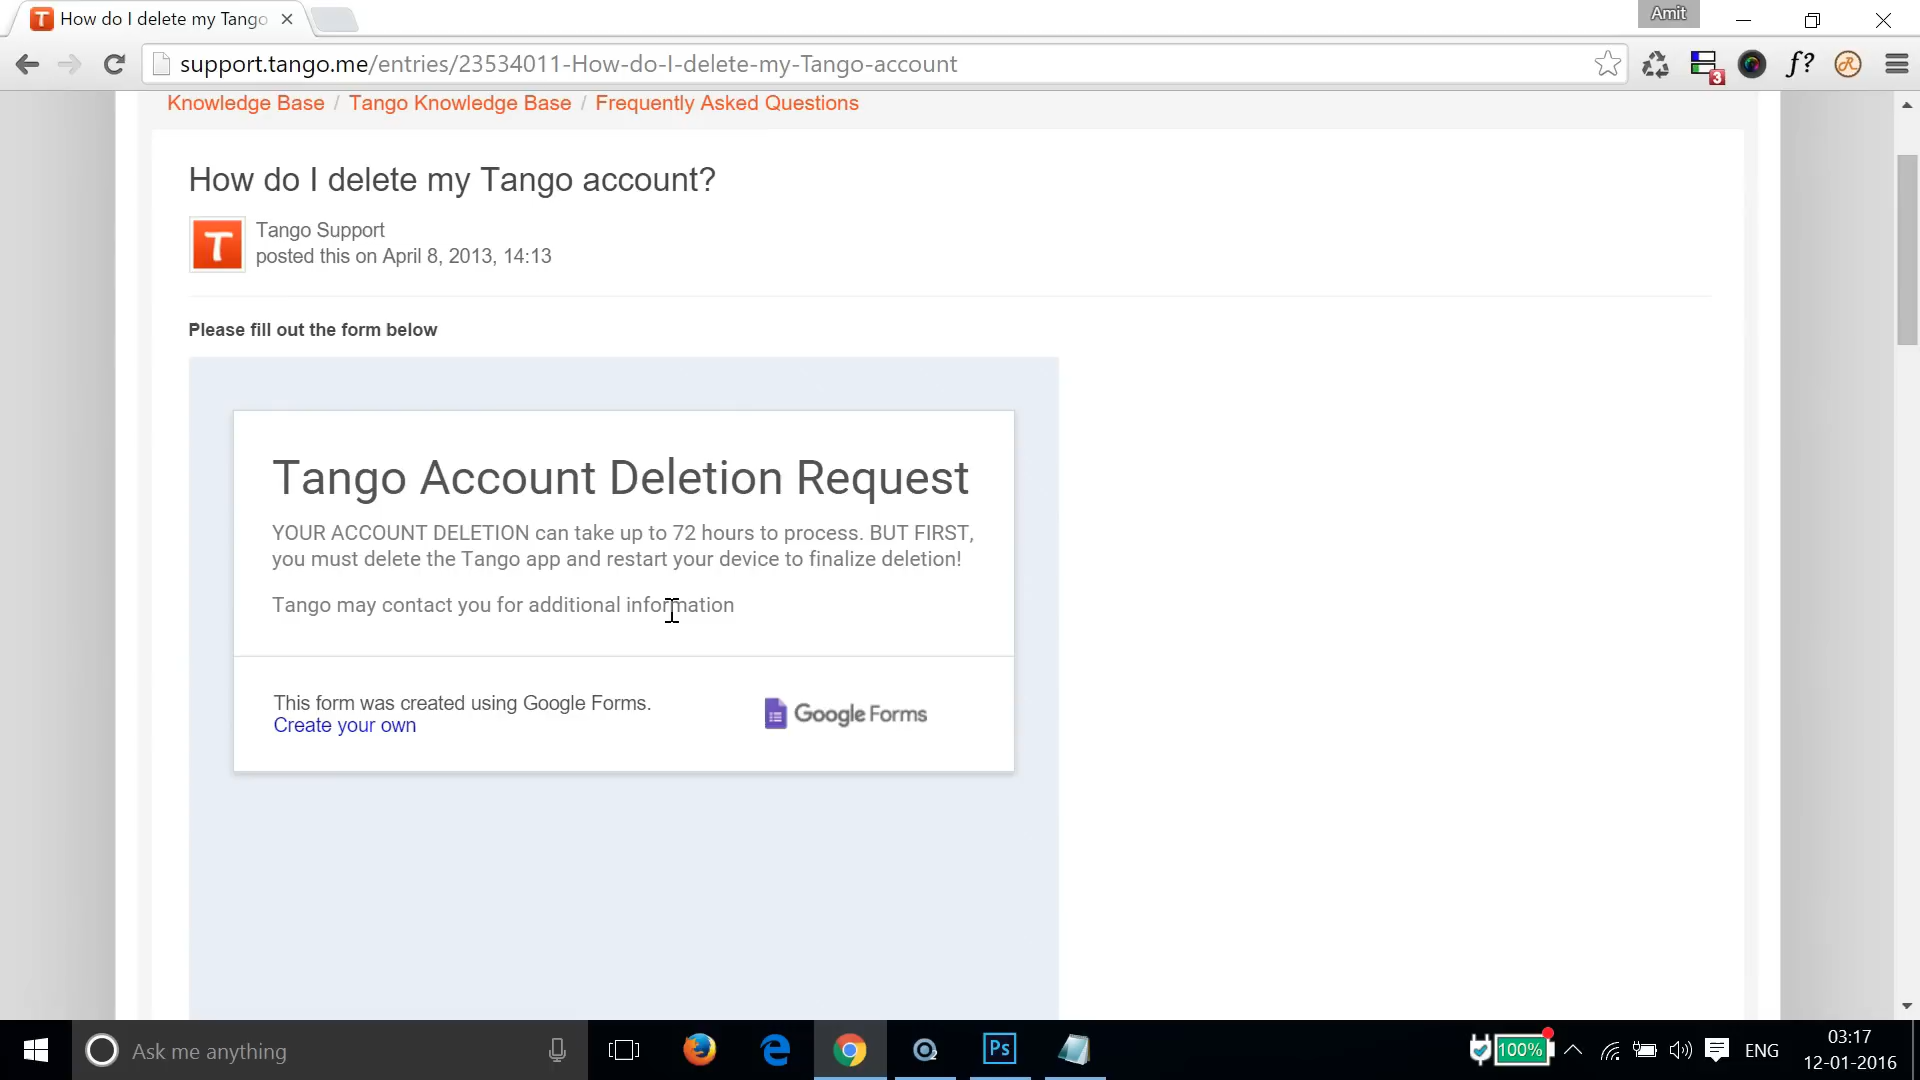 How do I delete my Tango
Amit
support.tango.me/entries/23534011-How-do-I-delete-my-Tango-account
f?
R
3
Knowledge Base / Tango Knowledge Base / Frequently Asked Questions
How do I delete my Tango account?
T
Tango Support
posted this on April 8, 2013, 14:13
Please fill out the form below
Tango Account Deletion Request
YOUR ACCOUNT DELETION can take up to 72 hours to process. BUT FIRST,
you must delete the Tango app and restart your device to finalize deletion!
Tango may contact you for additional information
This form was created using Google Forms.
Create your own
Google Forms
Ask me anything
Ps
100%
ENG
03:17
12-01-2016